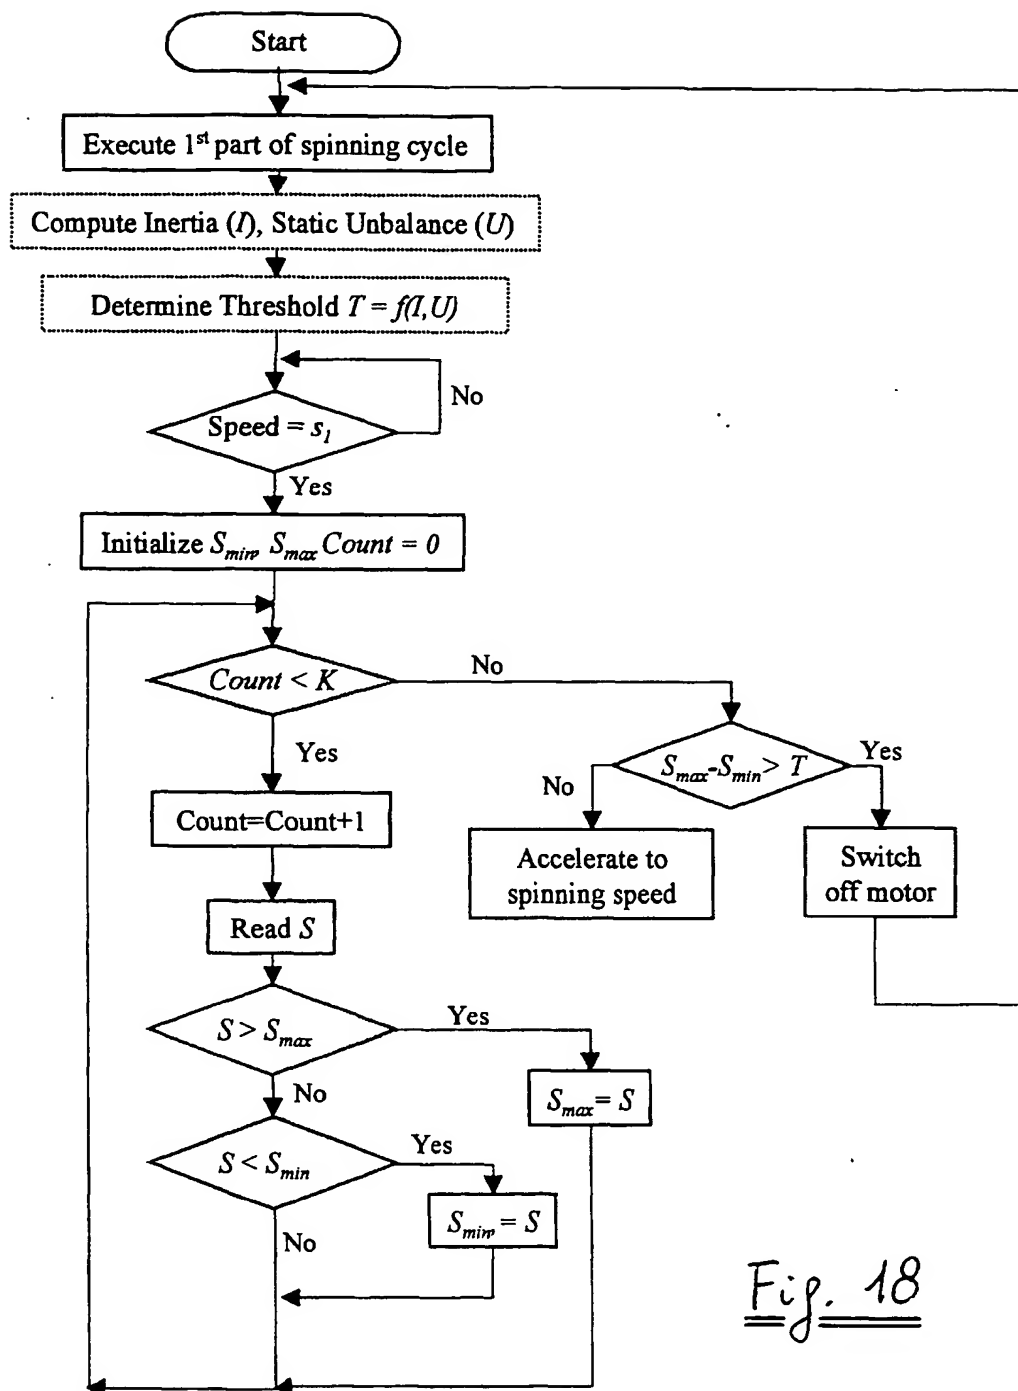 Start
Execute 1st part of spinning cycle
Compute Inertia (I), Static Unbalance (U)
Determine Threshold T = f(I,U)
No
Speed = s1
Yes
Initialize Smin, Smax Count = 0
Count < K
No
Yes
Smax-Smin > T
Yes
No
Count=Count+1
Accelerate to
spinning speed
Switch
off motor
Read S
S > Smax
Yes
No
Smax = S
S < Smin
Yes
Smin = S
No
Fig. 18